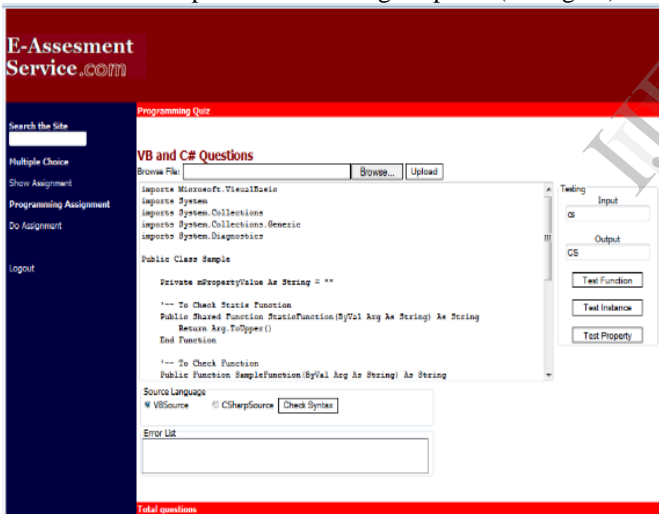 E-Assesment
Service.com
Programming Quiz
Search the Site
Multiple Choice
Show Assignment
Programming Assignment
Do Assignment
Logout
VB and C# Questions
Browse File:
Browse...
Upload
imports Microsoft.VisualBasic
imports System
imports System.Collections
imports System.Collections.Generic
imports System.Diagnostics
Public Class Sample
Private mPropertyValue As String = ""
'-- To Check Static Function
Public Shared Function StaticFunction(ByVal Arg As String) As String
Return Arg.ToUpper()
End Function
'-- To Check Function
Public Function SampleFunction(ByVal Arg As String) As String
Testing
Input
cs
Output
CS
Test Function
Test Instance
Test Property
Source Language
VBSource
CSharpSource
Check Syntax
Error List
Total questions